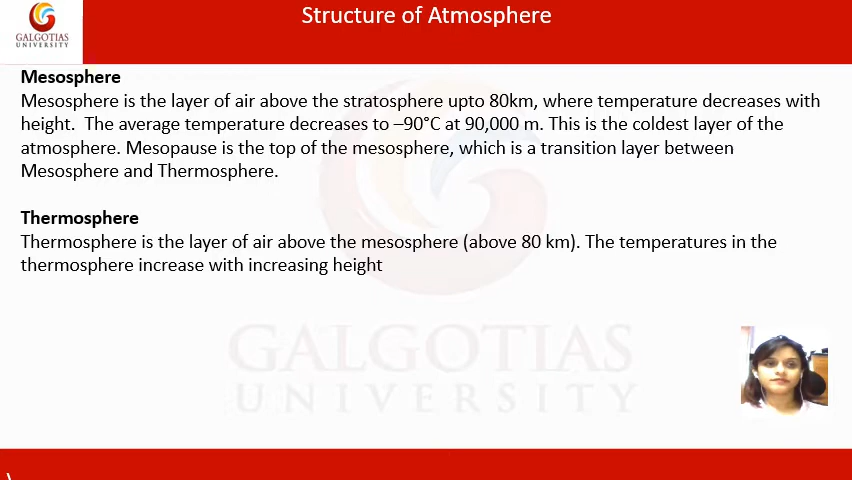 Structure of Atmosphere
GALGOTIAS
UNIVERSITY
Mesosphere
Mesosphere is the layer of air above the stratosphere upto 80km, where temperature decreases with
height.  The average temperature decreases to –90°C at 90,000 m. This is the coldest layer of the
atmosphere. Mesopause is the top of the mesosphere, which is a transition layer between
Mesosphere and Thermosphere.
Thermosphere
Thermosphere is the layer of air above the mesosphere (above 80 km). The temperatures in the
thermosphere increase with increasing height
GALGOTIAS
UNIVERSITY
\